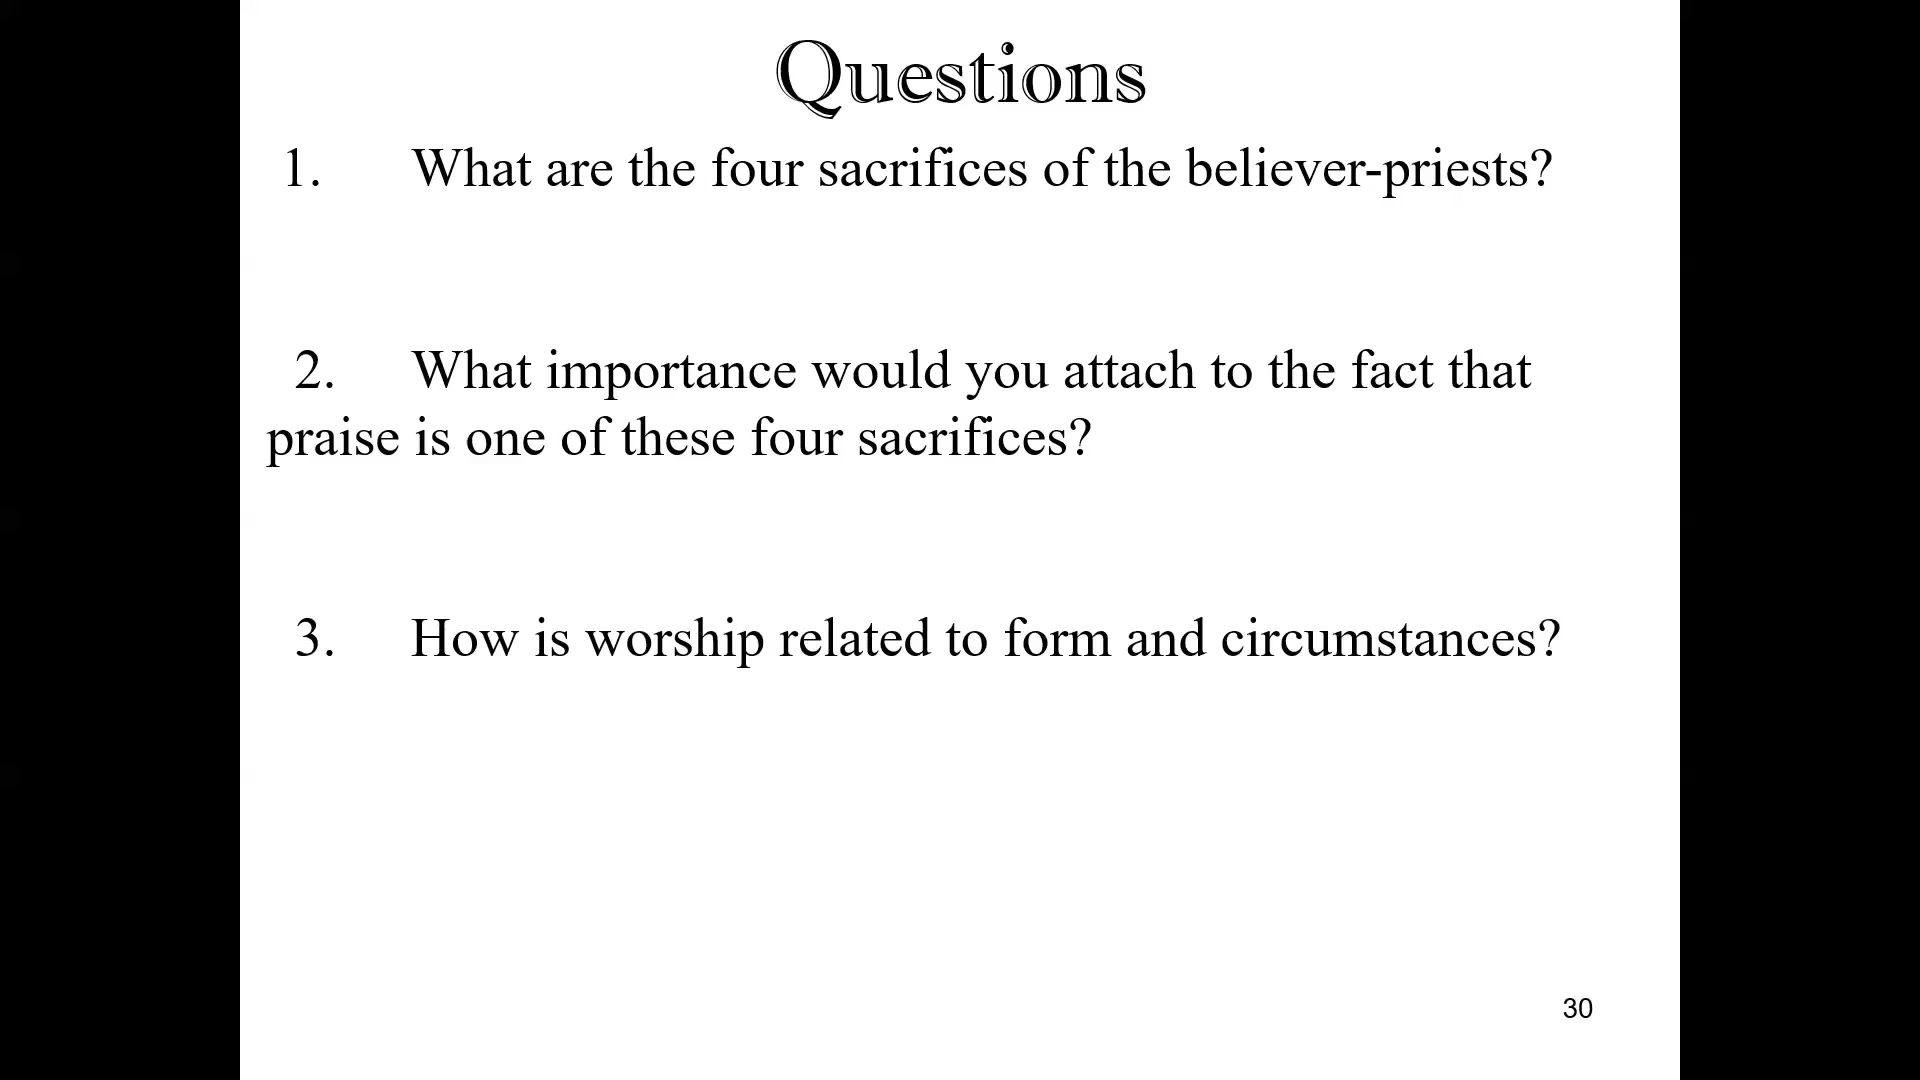 Questions
1. What are the four sacrifices of the believer-priests?
2. What importance would you attach to the fact that
praise is one of these four sacrifices?
3. How is worship related to form and circumstances?
30